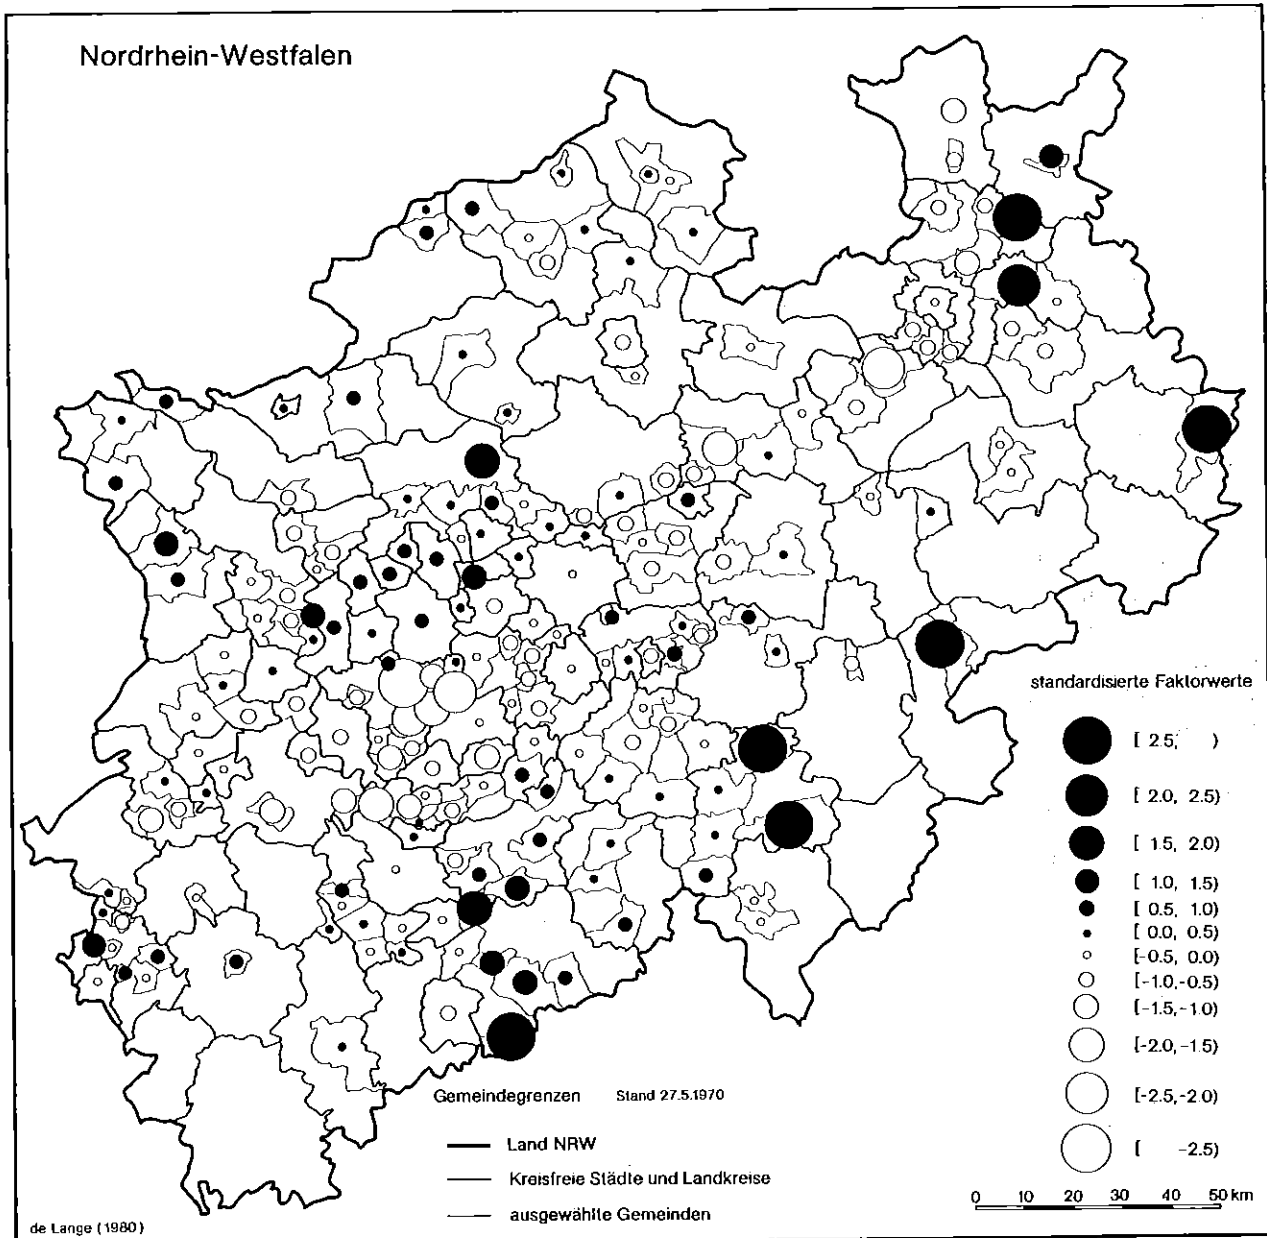 Nordrhein-Westfalen
standardisierte Faktorwerte
[ 2.5, )
[ 2.0, 2.5)
[ 1.5, 2.0)
[ 1.0, 1.5)
[ 0.5, 1.0)
[ 0.0, 0.5)
[-0.5, 0.0)
[-1.0,-0.5)
[-1.5,-1.0)
[-2.0,-1.5)
[-2.5,-2.0)
[ -2.5)
Gemeindegrenzen Stand 27.5.1970
Land NRW
Kreisfreie Städte und Landkreise
ausgewählte Gemeinden
0 10 20 30 40 50 km
de Lange (1980)